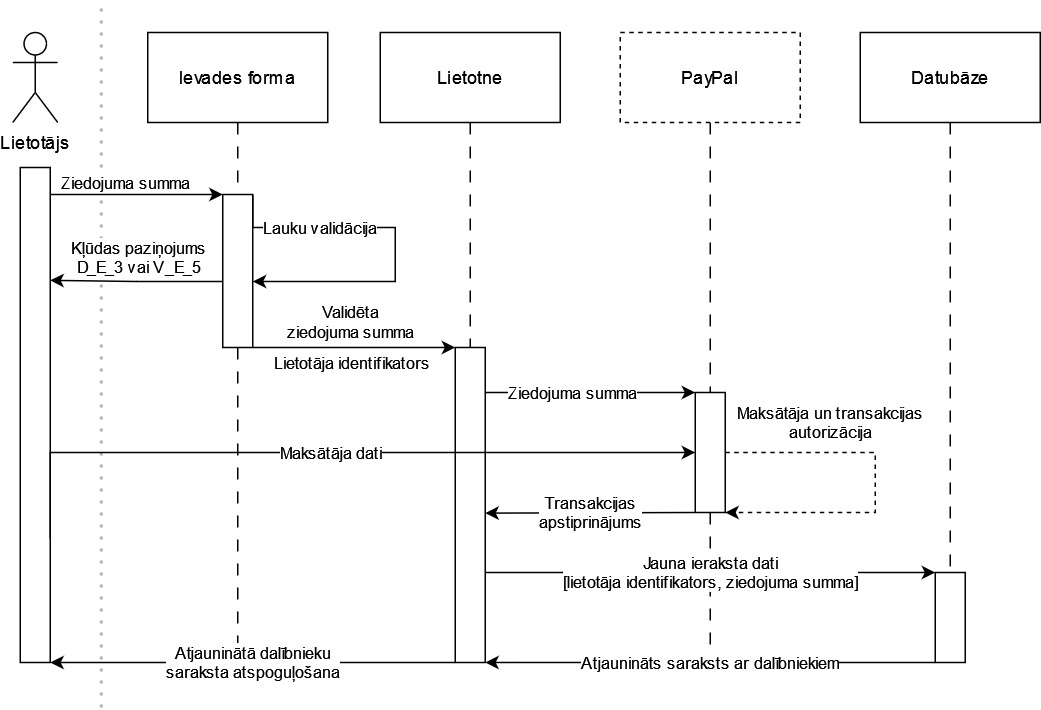 Ievades forma
Lietotne
PayPal
Datubāze
Lietotājs
Ziedojuma summa
Lauku validācija
Kļūdas paziņojums
D_E_3 vai V_E_5
Validēta
ziedojuma summa
Lietotāja identifikators
Ziedojuma summa
Maksātāja un transakcijas
autorizācija
Maksātāja dati
Transakcijas
apstiprinājums
Jauna ieraksta dati
[lietotāja identifikators, ziedojuma summa]
Atjauninātā dalībnieku
saraksta atspoguļošana
Atjaunināts saraksts ar dalībniekiem